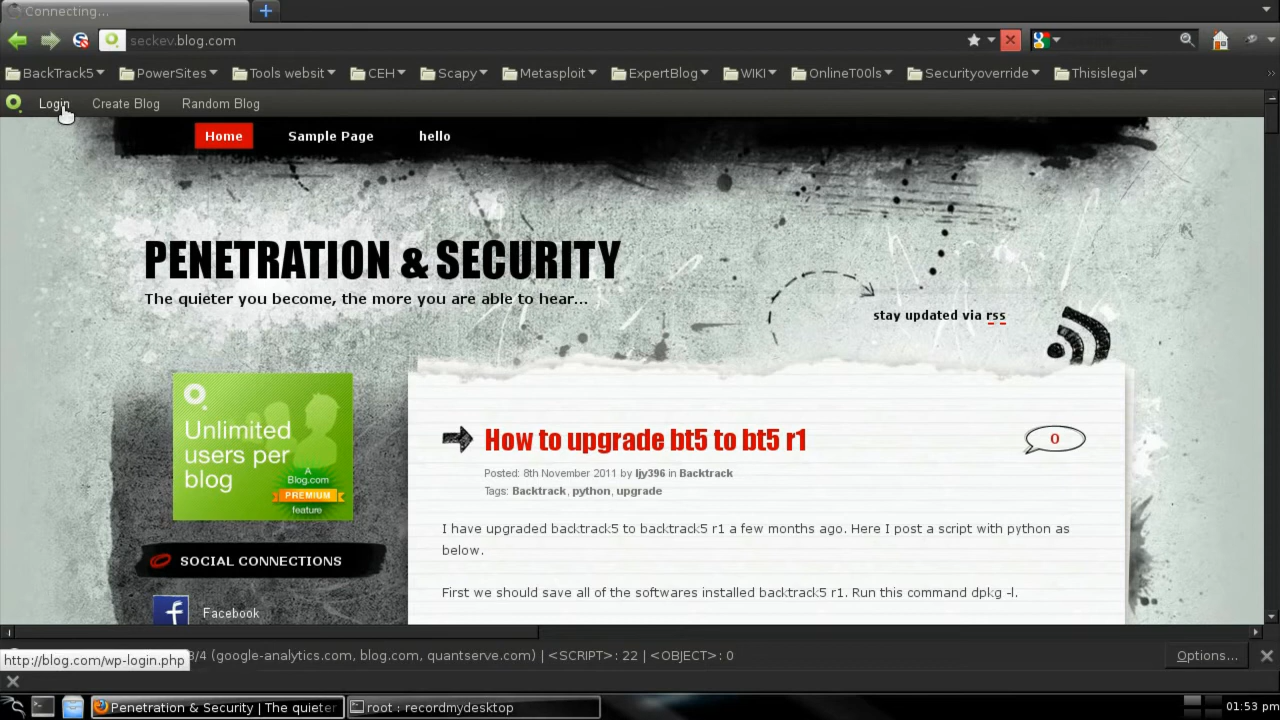 Connecting...
seckev.blog.com
BackTrack5 PowerSites Tools websit CEH Scapy Metasploit ExpertBlog WIKI OnlineT00ls Securityoverride Thisislegal
Login Create Blog Random Blog
Home Sample Page hello
PENETRATION & SECURITY
The quieter you become, the more you are able to hear...
stay updated via rss
Unlimited
users per
blog
A
Blog.com
PREMIUM
feature
How to upgrade bt5 to bt5 r1
0
Posted: 8th November 2011 by ljy396 in Backtrack
Tags: Backtrack, python, upgrade
I have upgraded backtrack5 to backtrack5 r1 a few months ago. Here I post a script with python as
below.
First we should save all of the softwares installed backtrack5 r1. Run this command dpkg -l.
SOCIAL CONNECTIONS
Facebook
http://blog.com/wp-login.php
3/4 (google-analytics.com, blog.com, quantserve.com) | <SCRIPT>: 22 | <OBJECT>: 0
Options...
Penetration & Security | The quieter
root : recordmydesktop
01:53 pm